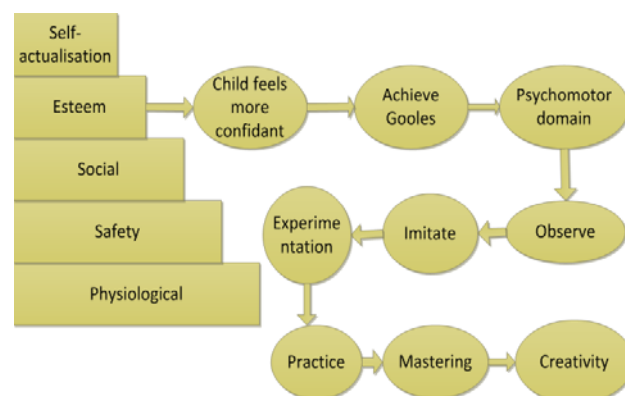 Self-
actualisation
Esteem
Social
Safety
Physiological
Child feels
more
confidant
Achieve
Gooles
Psychomotor
domain
Observe
Imitate
Experime
ntation
Practice
Mastering
Creativity